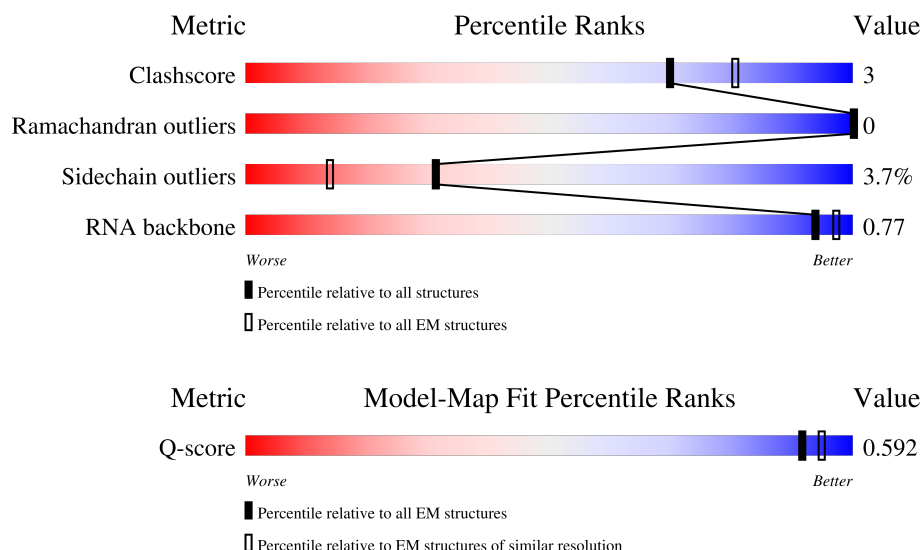 Metric Percentile Ranks Value
Clashscore 3
Ramachandran outliers 0
Sidechain outliers 3.7%
RNA backbone 0.77
Worse Better
Percentile relative to all structures
Percentile relative to all EM structures
Metric Model-Map Fit Percentile Ranks Value
Q-score 0.592
Worse Better
Percentile relative to all EM structures
Percentile relative to EM structures of similar resolution